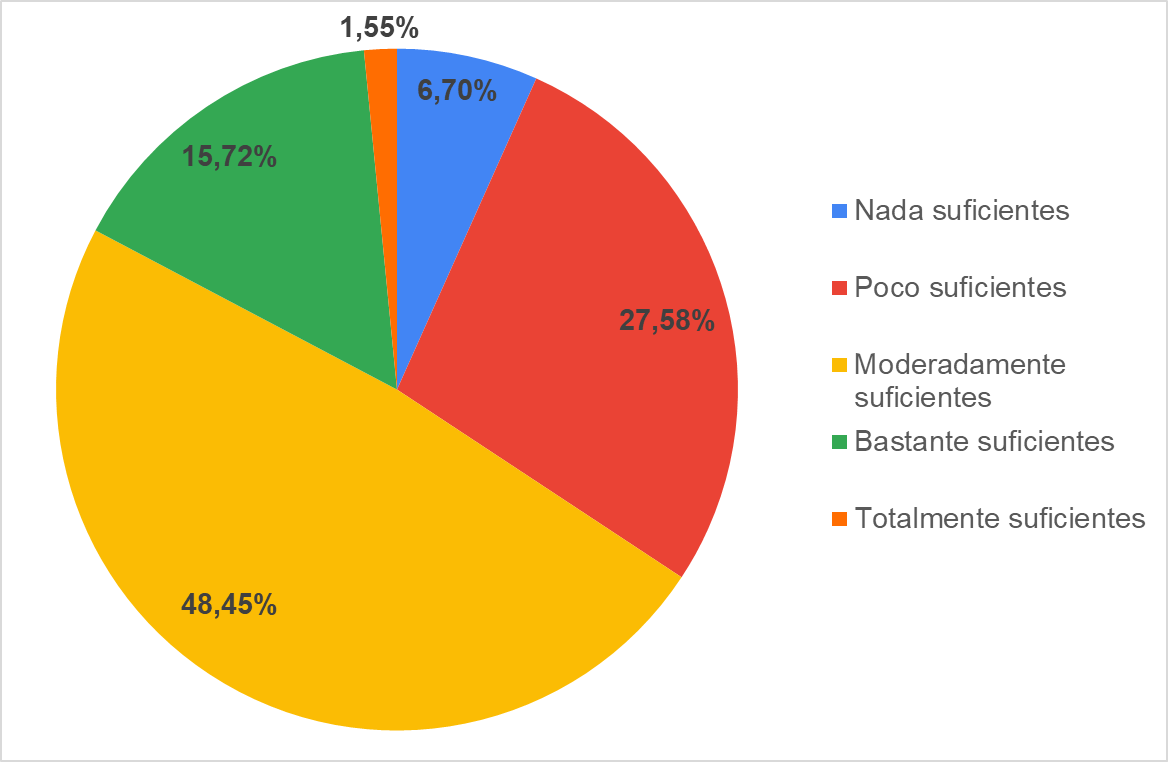 1,55%
6,70%
15,72%
27,58%
48,45%
Nada suficientes
Poco suficientes
Moderadamente
suficientes
Bastante suficientes
Totalmente suficientes